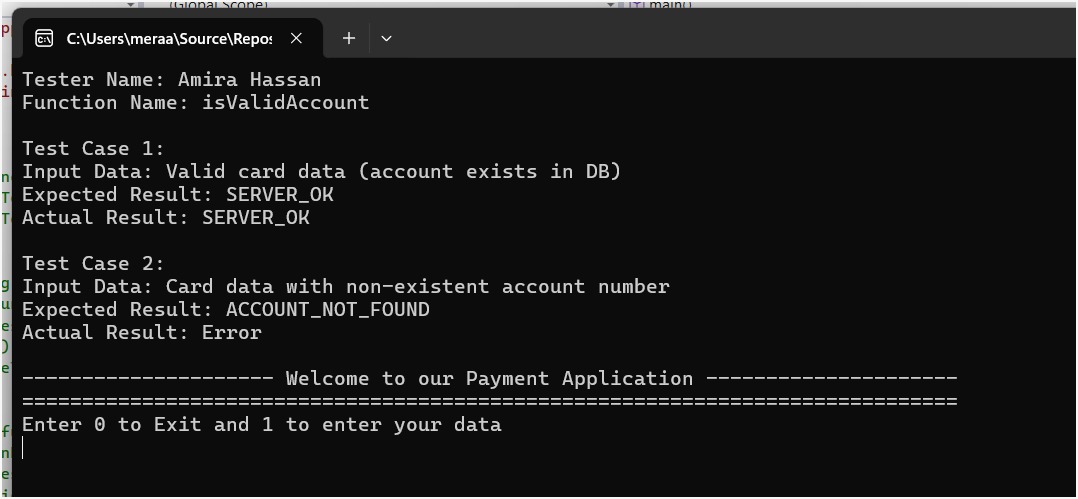 (Global Scope) main()
C:\Users\meraa\Source\Repos
Tester Name: Amira Hassan
Function Name: isValidAccount
Test Case 1:
Input Data: Valid card data (account exists in DB)
Expected Result: SERVER_OK
Actual Result: SERVER_OK
Test Case 2:
Input Data: Card data with non-existent account number
Expected Result: ACCOUNT_NOT_FOUND
Actual Result: Error
--------------------- Welcome to our Payment Application ---------------------
==============================================================================
Enter 0 to Exit and 1 to enter your data